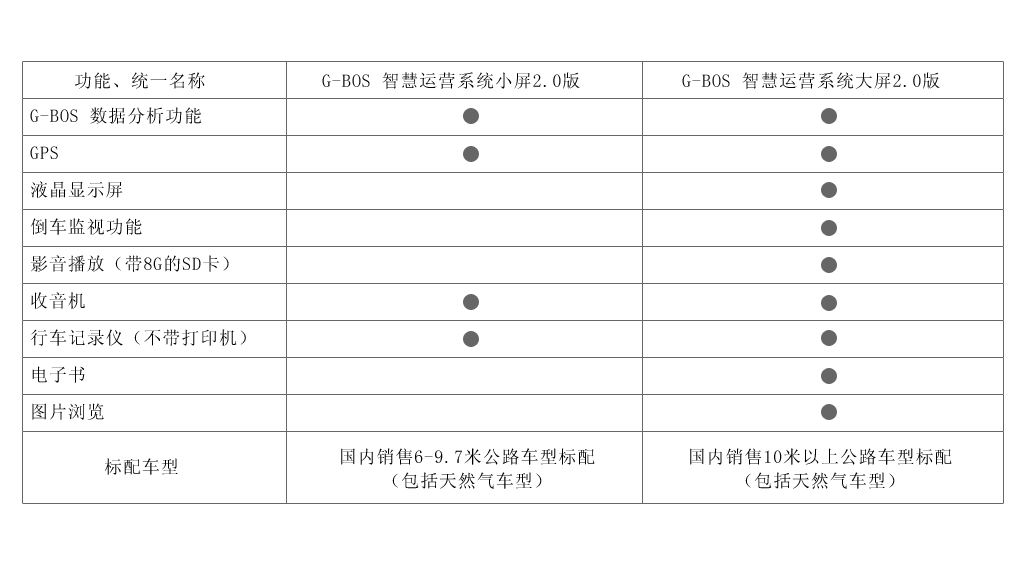 功能、统一名称
G-BOS 智慧运营系统小屏2.0版
G-BOS 智慧运营系统大屏2.0版
G-BOS 数据分析功能
GPS
液晶显示屏
倒车监视功能
影音播放（带8G的SD卡）
收音机
行车记录仪（不带打印机）
电子书
图片浏览
标配车型
国内销售6-9.7米公路车型标配
（包括天然气车型）
国内销售10米以上公路车型标配
（包括天然气车型）